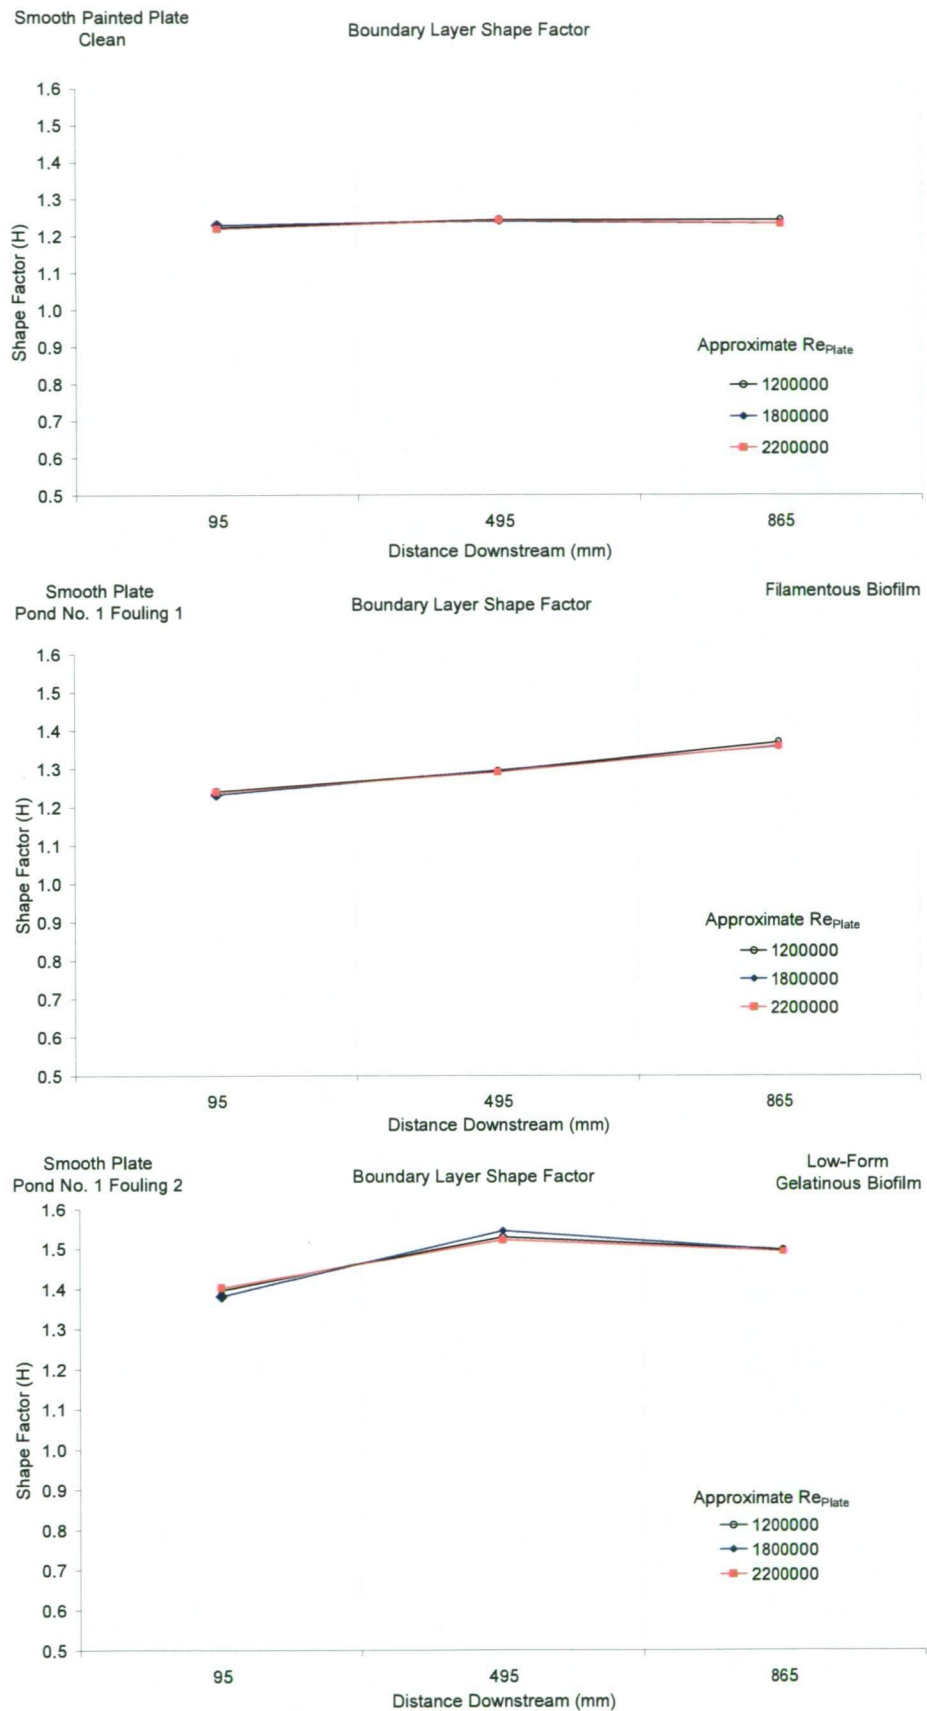 Smooth Painted Plate
Clean
Boundary Layer Shape Factor
1.6
1.5
1.4
1.3
1.2
1.1
1.0
0.9
0.8
0.7
0.6
0.5
Shape Factor (H)
Approximate RePlate
1200000
1800000
2200000
95 495 865
Distance Downstream (mm)
Smooth Plate
Pond No. 1 Fouling 1
Boundary Layer Shape Factor
Filamentous Biofilm
1.6
1.5
1.4
1.3
1.2
1.1
1.0
0.9
0.8
0.7
0.6
0.5
Shape Factor (H)
Approximate RePlate
1200000
1800000
2200000
95 495 865
Distance Downstream (mm)
Smooth Plate
Pond No. 1 Fouling 2
Boundary Layer Shape Factor
Low-Form
Gelatinous Biofilm
1.6
1.5
1.4
1.3
1.2
1.1
1.0
0.9
0.8
0.7
0.6
0.5
Shape Factor (H)
Approximate RePlate
1200000
1800000
2200000
95 495 865
Distance Downstream (mm)